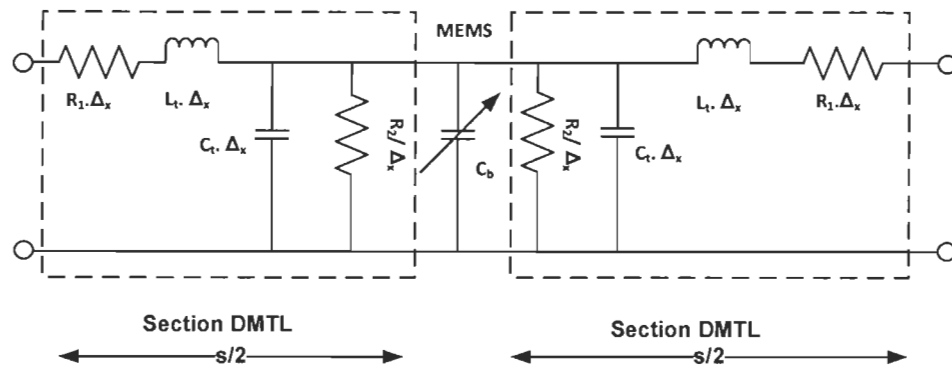 MEMS
R₁.Δₓ
Lₜ. Δₓ
Cₜ. Δₓ
R₂/ Δₓ
C_b
R₂/ Δₓ
Cₜ. Δₓ
Lₜ. Δₓ
R₁.Δₓ
Section DMTL
s/2
Section DMTL
s/2